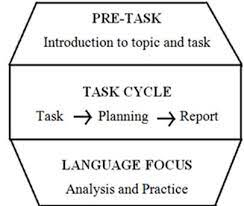 PRE-TASK
Introduction to topic and task
TASK CYCLE
Task → Planning → Report
LANGUAGE FOCUS
Analysis and Practice